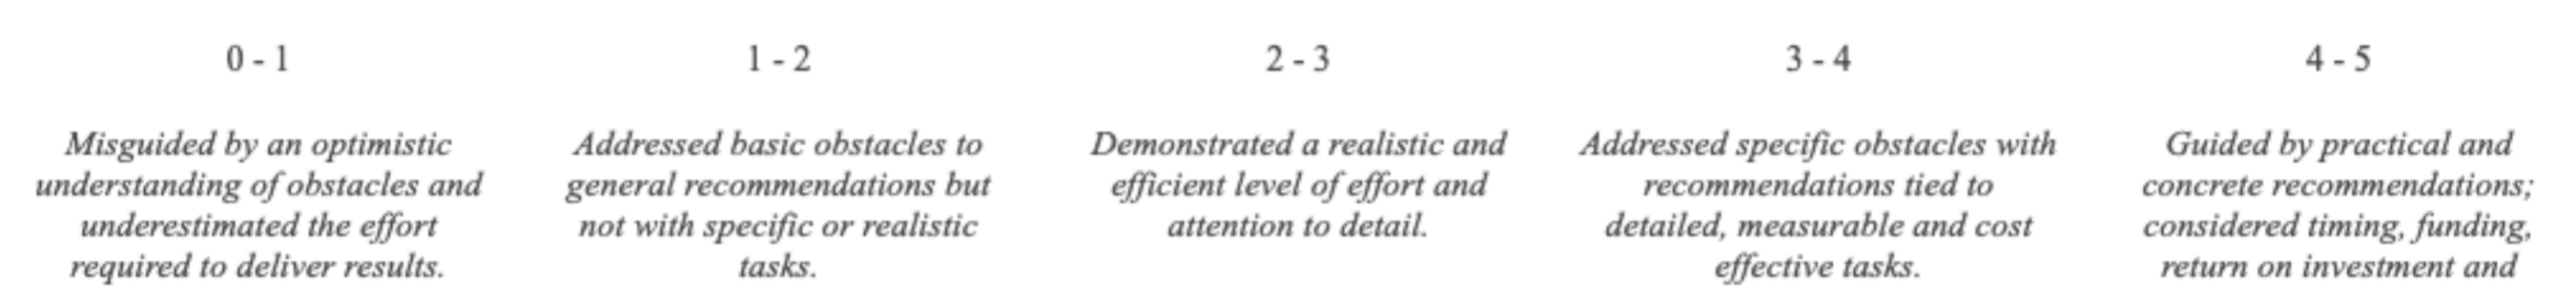 0 - 1
Misguided by an optimistic
understanding of obstacles and
underestimated the effort
required to deliver results.
1 - 2
Addressed basic obstacles to
general recommendations but
not with specific or realistic
tasks.
2 - 3
Demonstrated a realistic and
efficient level of effort and
attention to detail.
3 - 4
Addressed specific obstacles with
recommendations tied to
detailed, measurable and cost
effective tasks.
4 - 5
Guided by practical and
concrete recommendations;
considered timing, funding,
return on investment and